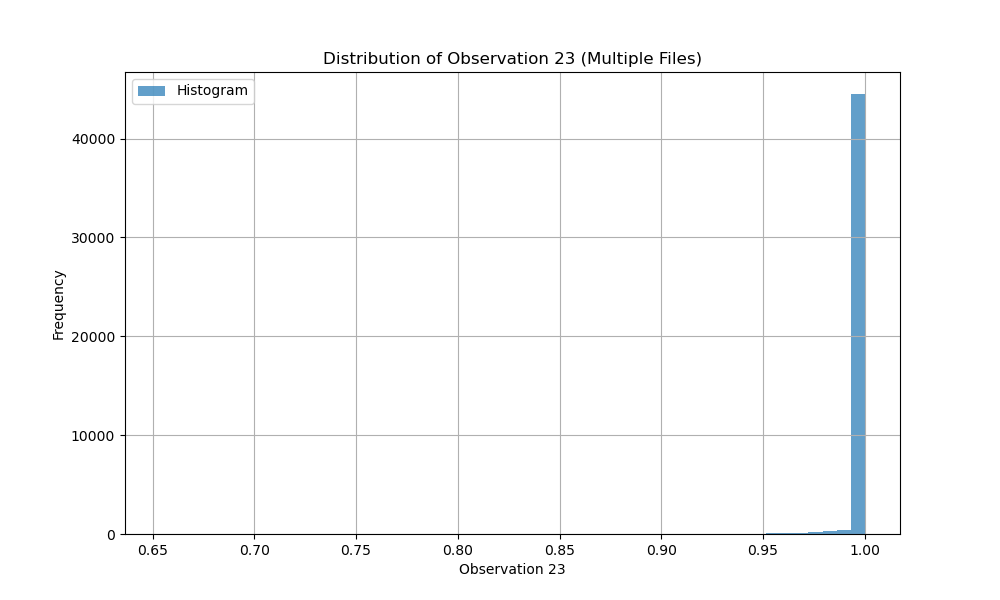 Distribution of Observation 23 (Multiple Files)
Histogram
40000
30000
20000
10000
0
Frequency
0.65 0.70 0.75 0.80 0.85 0.90 0.95 1.00
Observation 23